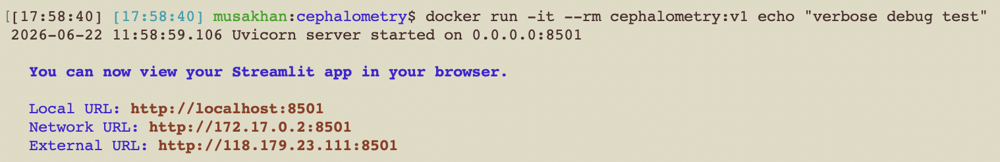 [[17:58:40] [17:58:40] musakhan:cephalometry$ docker run -it --rm cephalometry:v1 echo "verbose debug test"
2026-06-22 11:58:59.106 Uvicorn server started on 0.0.0.0:8501
You can now view your Streamlit app in your browser.
Local URL: http://localhost:8501
Network URL: http://172.17.0.2:8501
External URL: http://118.179.23.111:8501